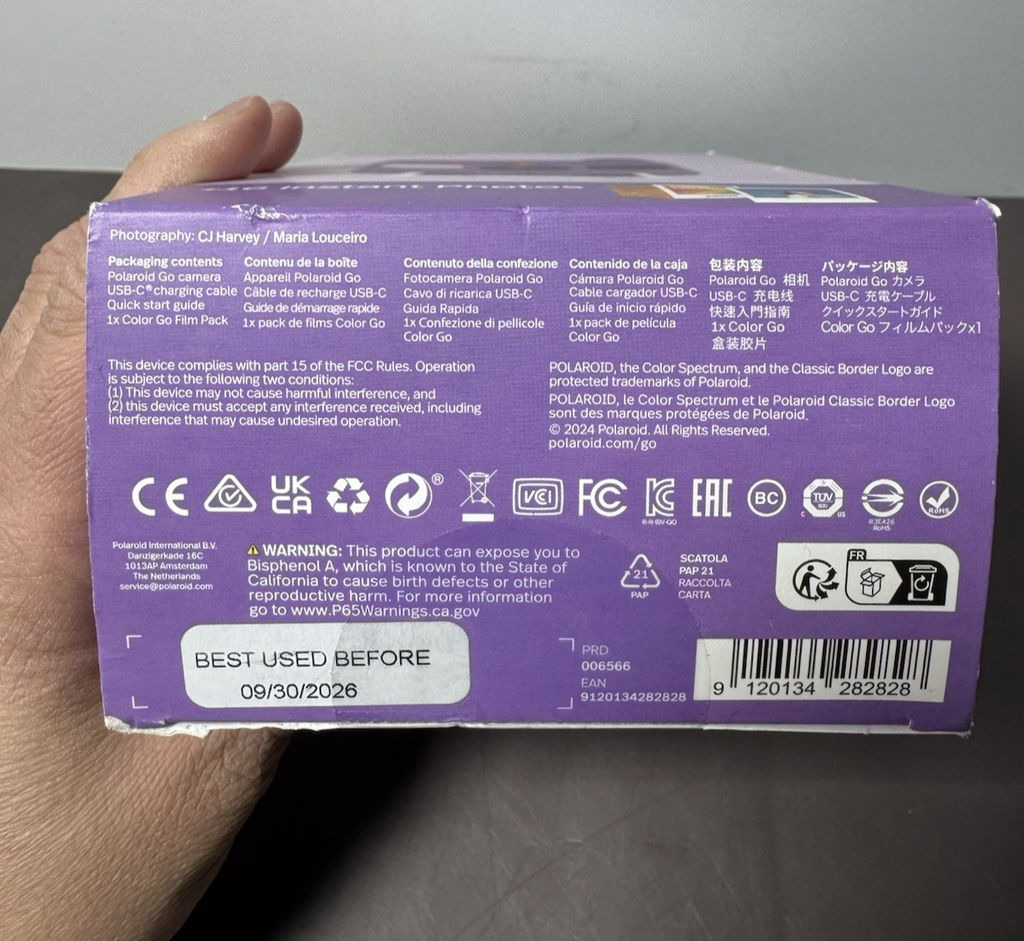 Instant Photos
Photography: CJ Harvey / Maria Louceiro
Packaging contents
Polaroid Go camera
USB-C® charging cable
Quick start guide
1x Color Go Film Pack
Contenu de la boîte
Appareil Polaroid Go
Câble de recharge USB-C
Guide de démarrage rapide
1x pack de films Color Go
Contenuto della confezione
Fotocamera Polaroid Go
Cavo di ricarica USB-C
Guida Rapida
1x Confezione di pellicole
Color Go
Contenido de la caja
Cámara Polaroid Go
Cable cargador USB-C
Guía de inicio rápido
1x pack de película
Color Go
包装内容
Polaroid Go 相机
USB-C 充电线
快速入門指南
1x Color Go
盒装胶片
パッケージ内容
Polaroid Go カメラ
USB-C 充電ケーブル
クイックスタートガイド
Color Go フィルムパックx1
This device complies with part 15 of the FCC Rules. Operation
is subject to the following two conditions:
(1) This device may not cause harmful interference, and
(2) this device must accept any interference received, including
interference that may cause undesired operation.
POLAROID, the Color Spectrum, and the Classic Border Logo are
protected trademarks of Polaroid.
POLAROID, le Color Spectrum et le Polaroid Classic Border Logo
sont des marques protégées de Polaroid.
© 2024 Polaroid. All Rights Reserved.
polaroid.com/go
CE
UK
CA
®
VCI
FC
KC
EAC
BC
TÜV
C US
RoHS
RoHS
Polaroid International B.V.
Danzigerkade 16C
1013AP Amsterdam
The Netherlands
service@polaroid.com
WARNING: This product can expose you to
Bisphenol A, which is known to the State of
California to cause birth defects or other
reproductive harm. For more information
go to www.P65Warnings.ca.gov
21
PAP
SCATOLA
PAP 21
RACCOLTA
CARTA
FR
BEST USED BEFORE
09/30/2026
PRD
006566
EAN
9120134282828
9 120134 282828